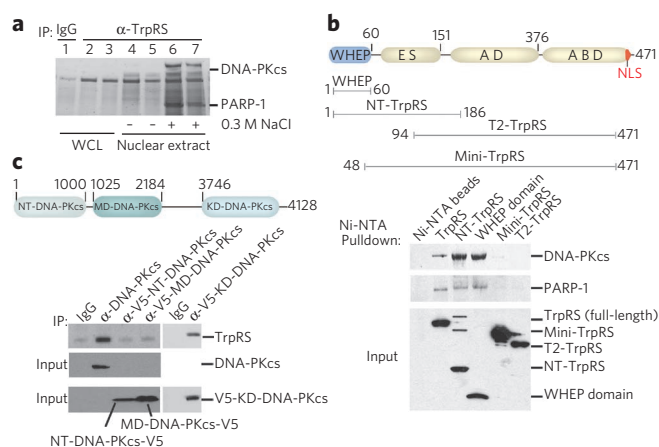 a
IP: IgG α-TrpRS
1 2 3 4 5 6 7
DNA-PKcs
PARP-1
– – + + 0.3 M NaCl
WCL Nuclear extract
b
60 151 376
WHEP ES AD ABD 471
NLS
WHEP
1 60
NT-TrpRS
1 186
T2-TrpRS
94 471
Mini-TrpRS
48 471
Ni-NTA Pulldown:
Ni-NTA beads
TrpRS
NT-TrpRS
WHEP domain
Mini-TrpRS
T2-TrpRS
DNA-PKcs
PARP-1
Input
TrpRS (full-length)
Mini-TrpRS
T2-TrpRS
NT-TrpRS
WHEP domain
c
1 1000 1025 2184 3746
NT-DNA-PKcs MD-DNA-PKcs KD-DNA-PKcs 4128
IP:
IgG
α-DNA-PKcs
α-V5-NT-DNA-PKcs
α-V5-MD-DNA-PKcs
IgG
α-V5-KD-DNA-PKcs
TrpRS
Input DNA-PKcs
Input V5-KD-DNA-PKcs
MD-DNA-PKcs-V5
NT-DNA-PKcs-V5